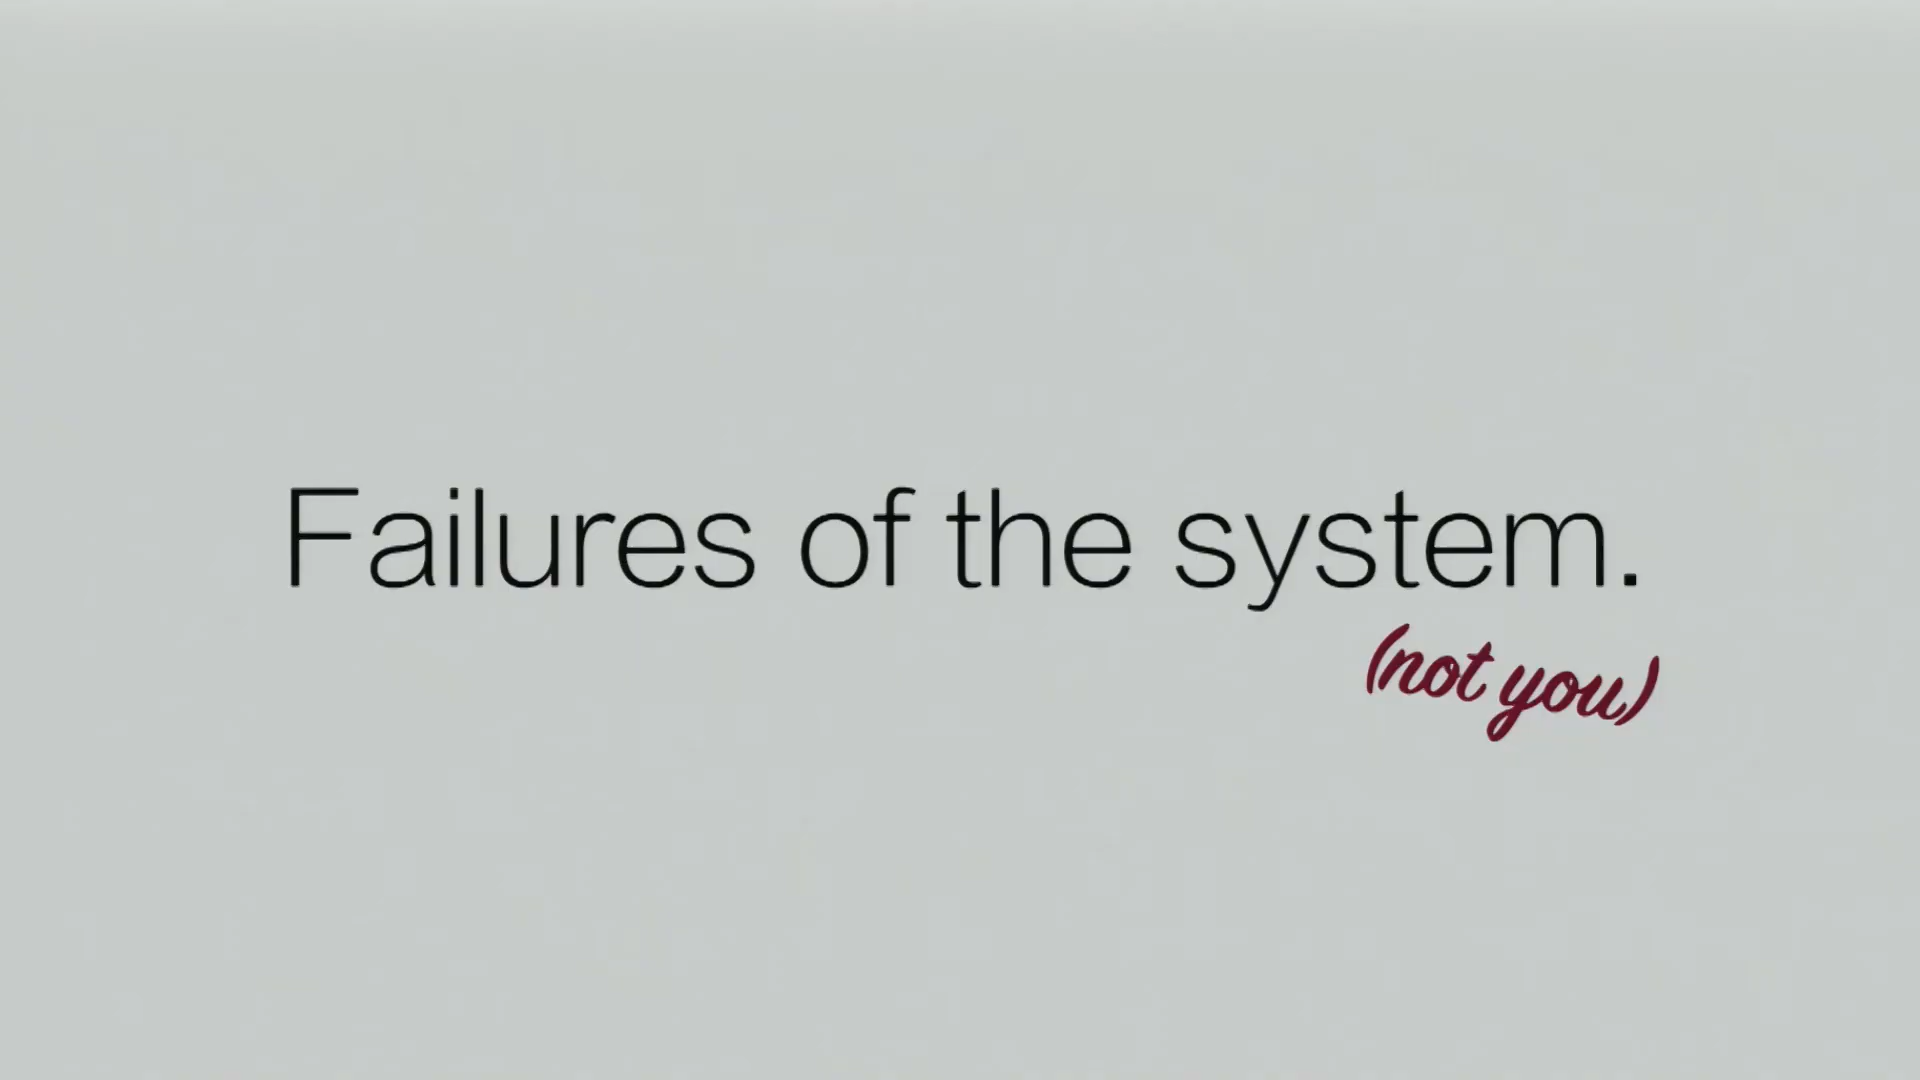 Failures of the system.
(not you)